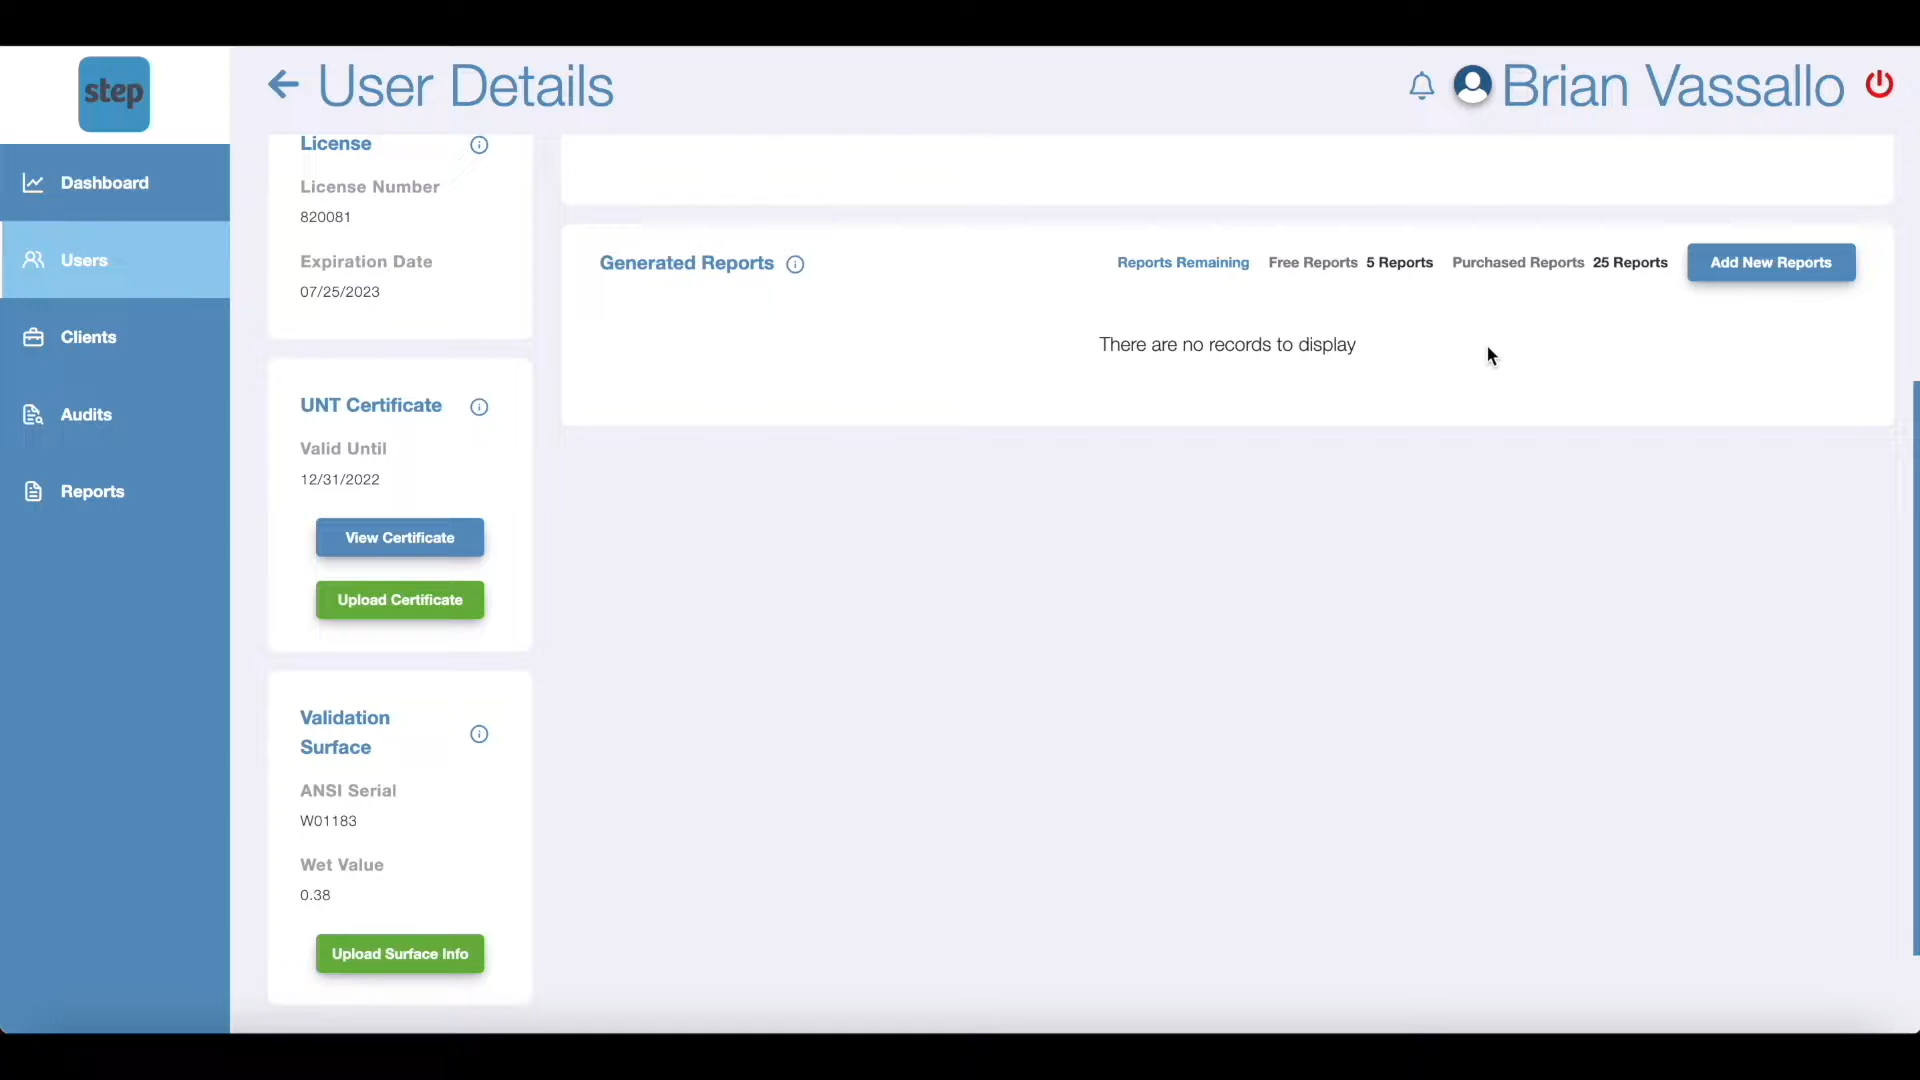 step
User Details
Brian Vassallo
Dashboard
Users
Clients
Audits
Reports
License
License Number
820081
Expiration Date
07/25/2023
UNT Certificate
Valid Until
12/31/2022
View Certificate
Upload Certificate
Validation
Surface
ANSI Serial
W01183
Wet Value
0.38
Upload Surface Info
Generated Reports
Reports Remaining Free Reports 5 Reports Purchased Reports 25 Reports Add New Reports
There are no records to display